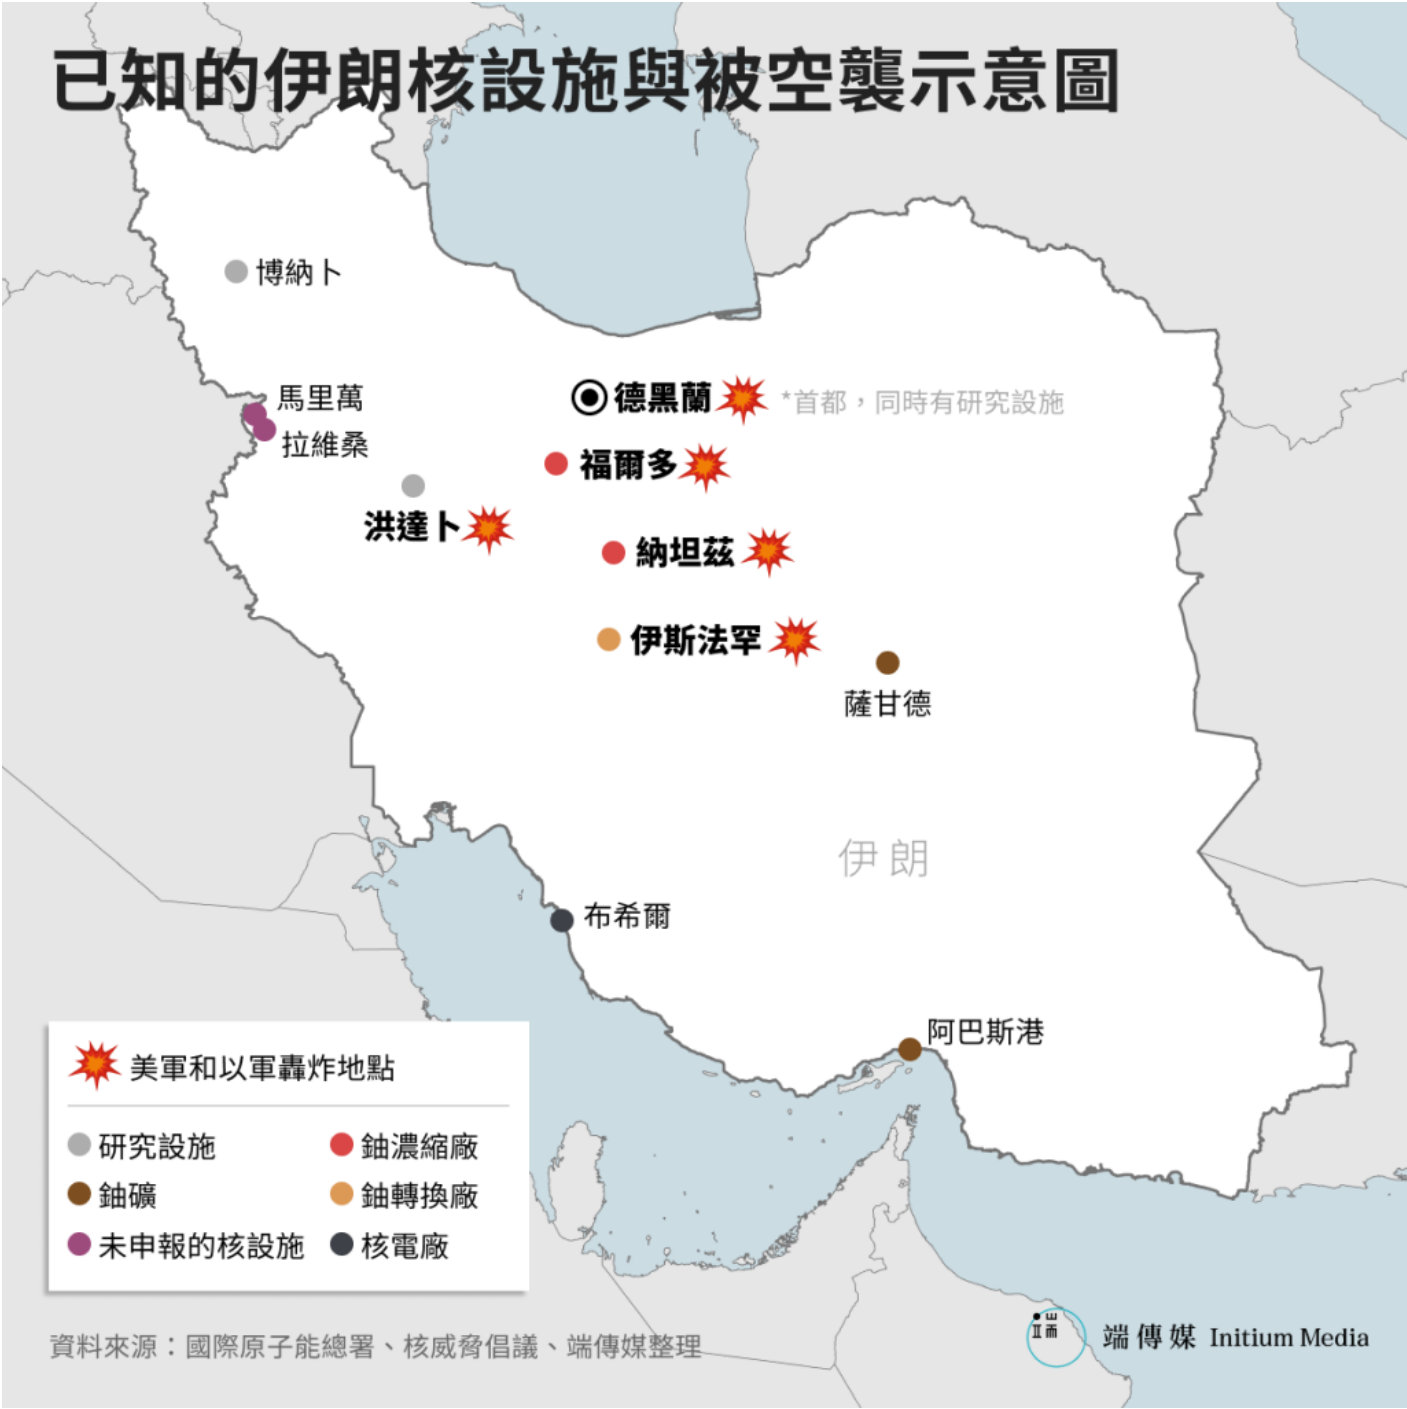 已知的伊朗核設施與被空襲示意圖
博納卜
馬里萬
拉維桑
德黑蘭
*首都，同時有研究設施
福爾多
洪達卜
納坦茲
伊斯法罕
薩甘德
伊朗
布希爾
阿巴斯港
美軍和以軍轟炸地點
研究設施
鈾濃縮廠
鈾礦
鈾轉換廠
未申報的核設施
核電廠
資料來源：國際原子能總署、核威脅倡議、端傳媒整理
端
端傳媒 Initium Media